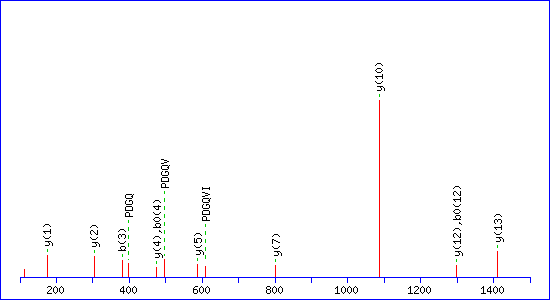 y(1)
y(2)
b(3)
PDGQ
y(4),b0(4)
PDGQV
y(5)
PDGQVI
y(7)
y(10)
y(12),b0(12)
y(13)
200 400 600 800 1000 1200 1400